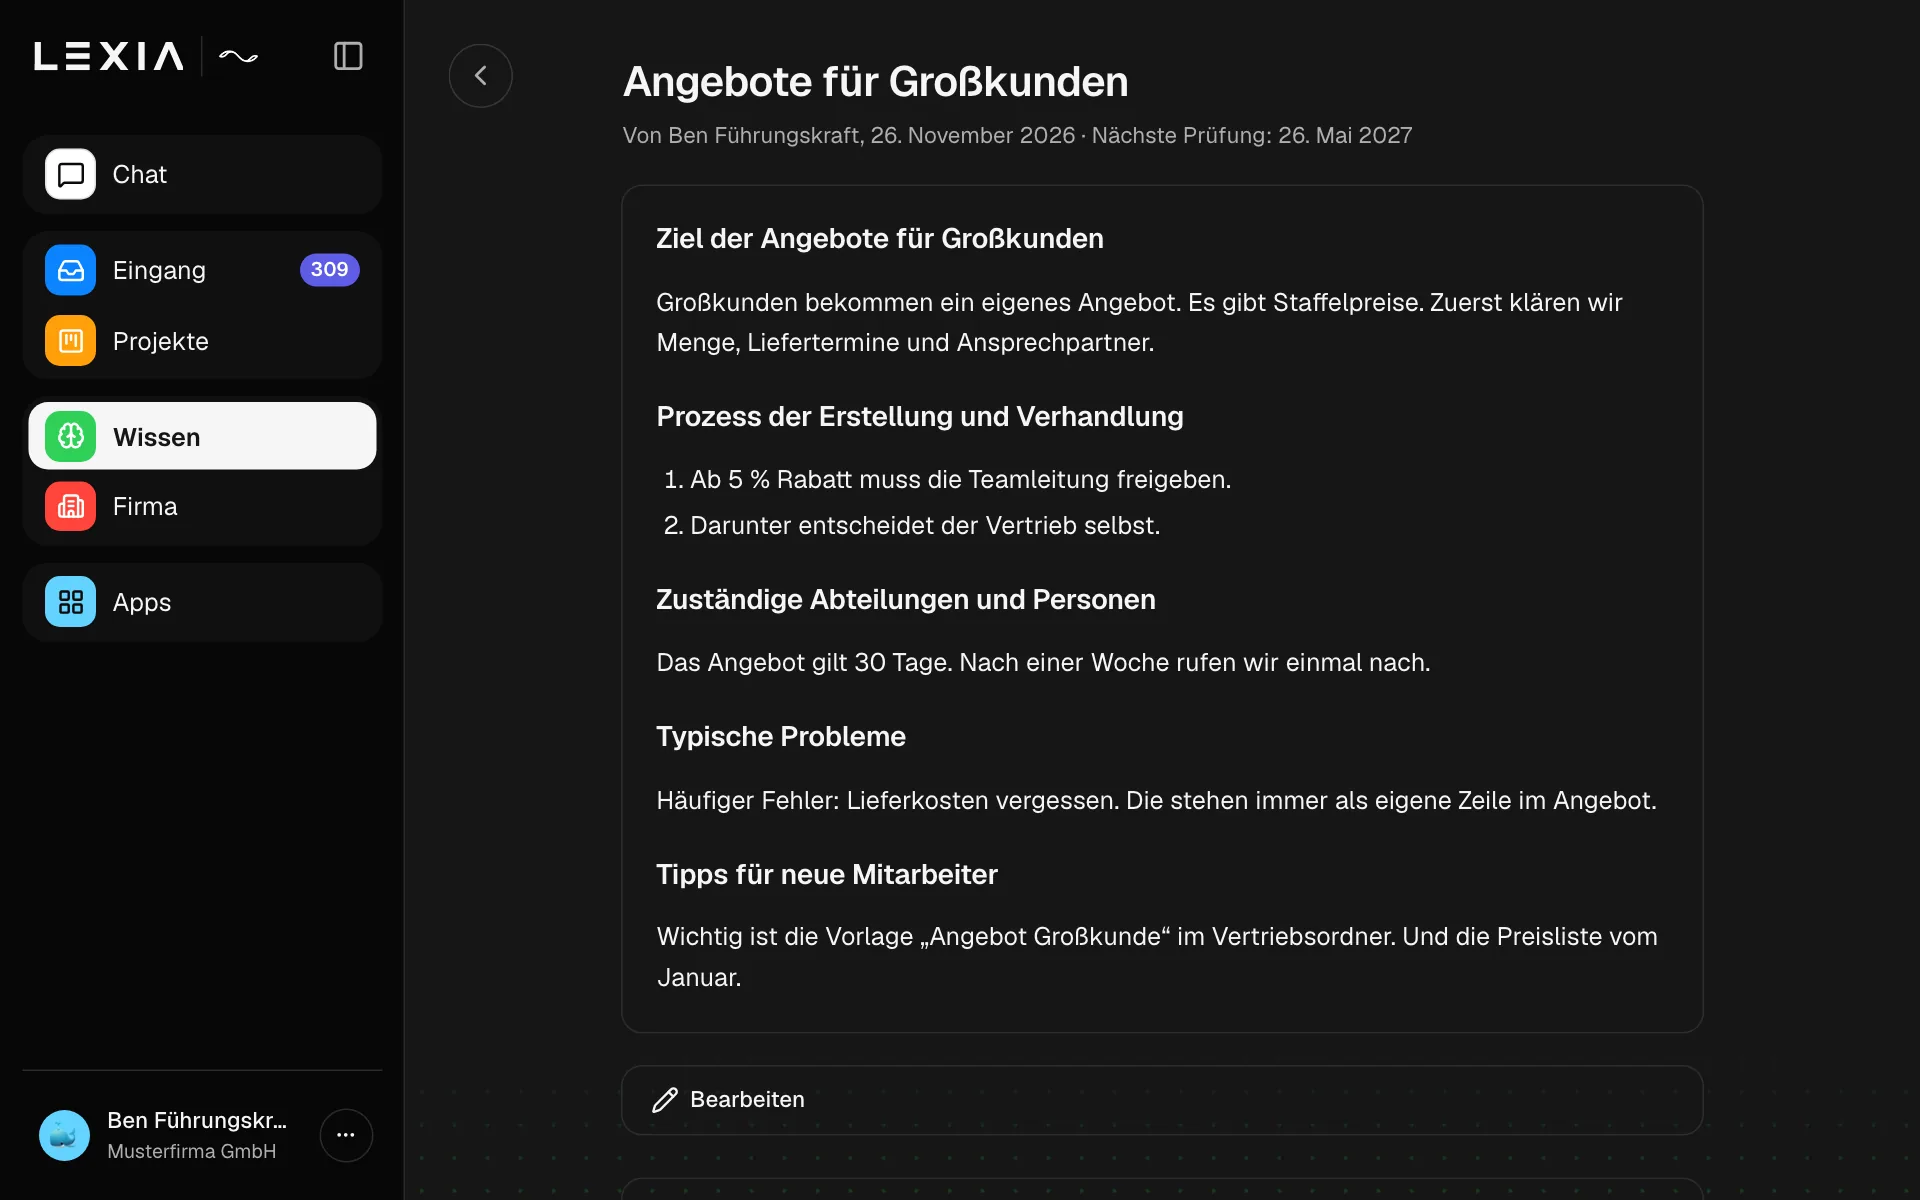 LEXIA
Chat
Eingang 309
Projekte
Wissen
Firma
Apps
Ben Führungskr...
Musterfirma GmbH
Angebote für Großkunden
Von Ben Führungskraft, 26. November 2026 · Nächste Prüfung: 26. Mai 2027
Ziel der Angebote für Großkunden
Großkunden bekommen ein eigenes Angebot. Es gibt Staffelpreise. Zuerst klären wir
Menge, Liefertermine und Ansprechpartner.
Prozess der Erstellung und Verhandlung
1. Ab 5 % Rabatt muss die Teamleitung freigeben.
2. Darunter entscheidet der Vertrieb selbst.
Zuständige Abteilungen und Personen
Das Angebot gilt 30 Tage. Nach einer Woche rufen wir einmal nach.
Typische Probleme
Häufiger Fehler: Lieferkosten vergessen. Die stehen immer als eigene Zeile im Angebot.
Tipps für neue Mitarbeiter
Wichtig ist die Vorlage „Angebot Großkunde“ im Vertriebsordner. Und die Preisliste vom
Januar.
Bearbeiten